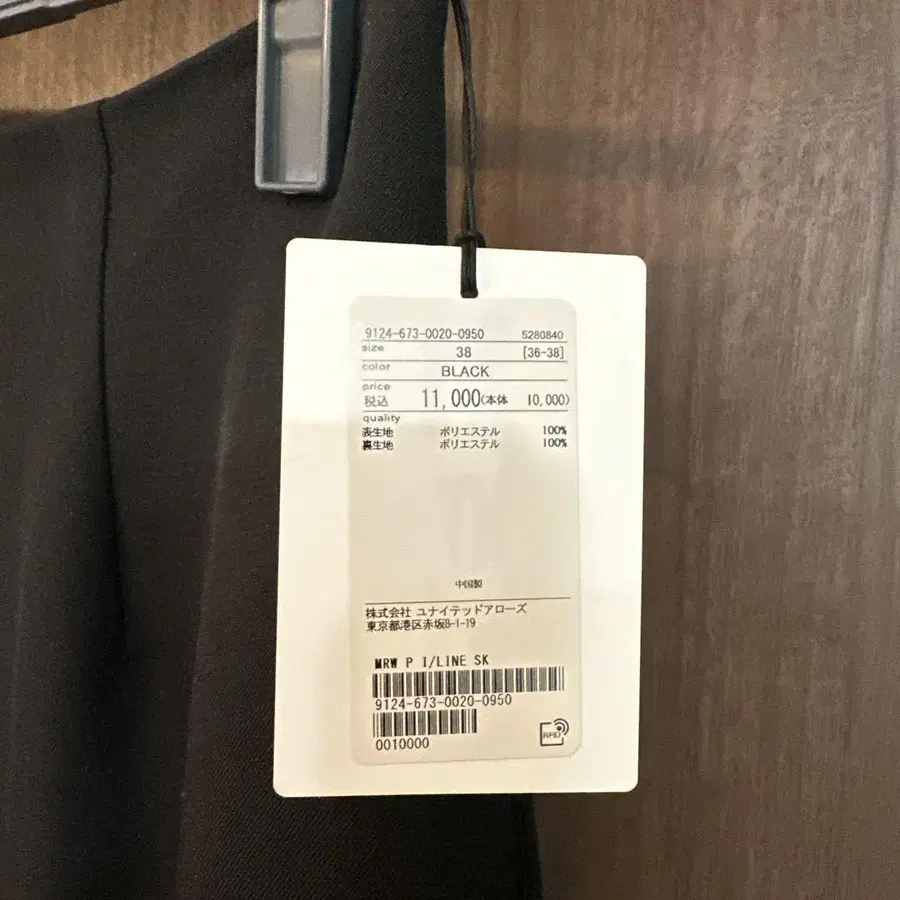 9124-673-0020-0950 5280840
size 38 [36-38]
color BLACK
price
税込 11,000(本体 10,000)
quality
表生地 ポリエステル 100%
裏生地 ポリエステル 100%
中国製
株式会社 ユナイテッドアローズ
東京都港区赤坂8-1-19
MRW P I/LINE SK
9124-673-0020-0950
0010000
RFID